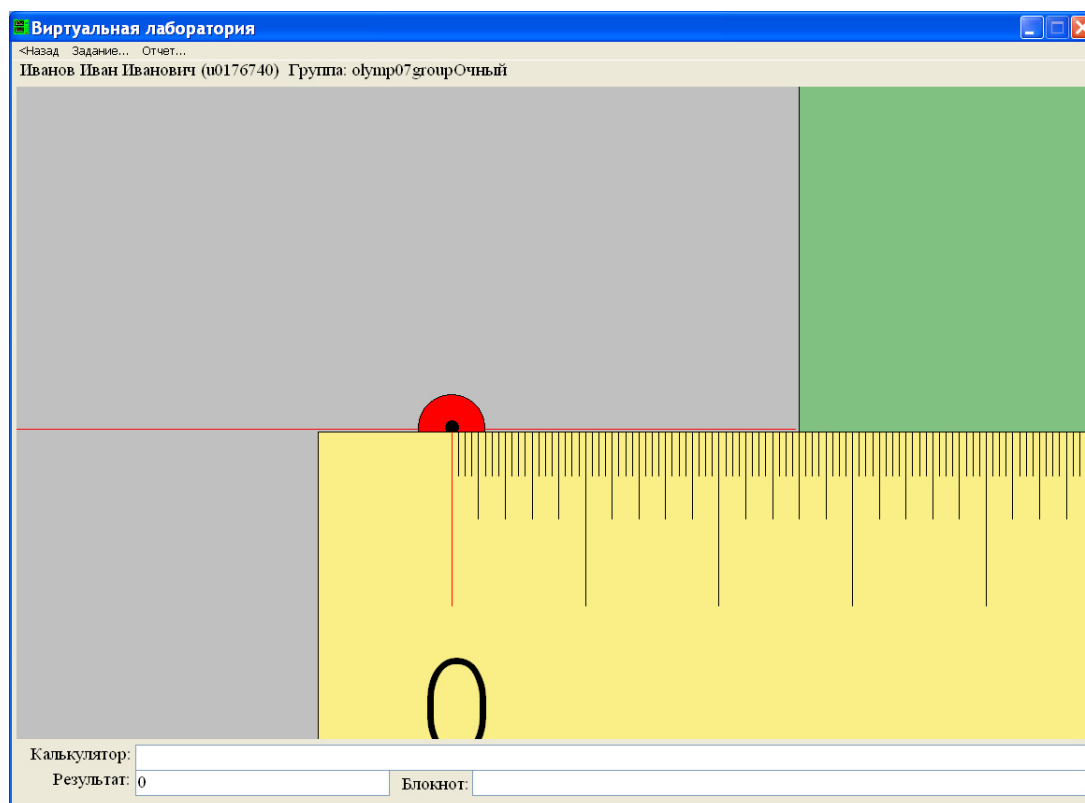 Виртуальная лаборатория
<Назад Задание... Отчет...
Иванов Иван Иванович (u0176740) Группа: olymp07groupОчный
0
Калькулятор:
Результат: 0 Блокнот: